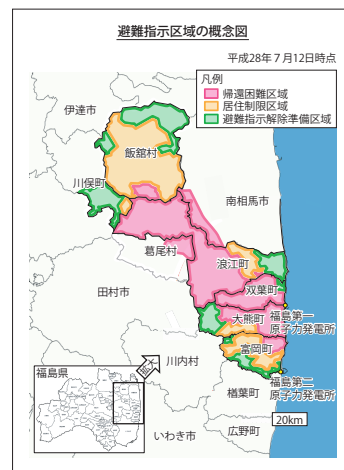 避難指示区域の概念図
平成28年7月12日時点
凡例
帰還困難区域
居住制限区域
避難指示解除準備区域
伊達市
飯舘村
川俣町
南相馬市
葛尾村
浪江町
田村市
双葉町
大熊町
福島第一
原子力発電所
富岡町
川内村
福島県
福島第二
原子力発電所
楢葉町
20km
広野町
いわき市